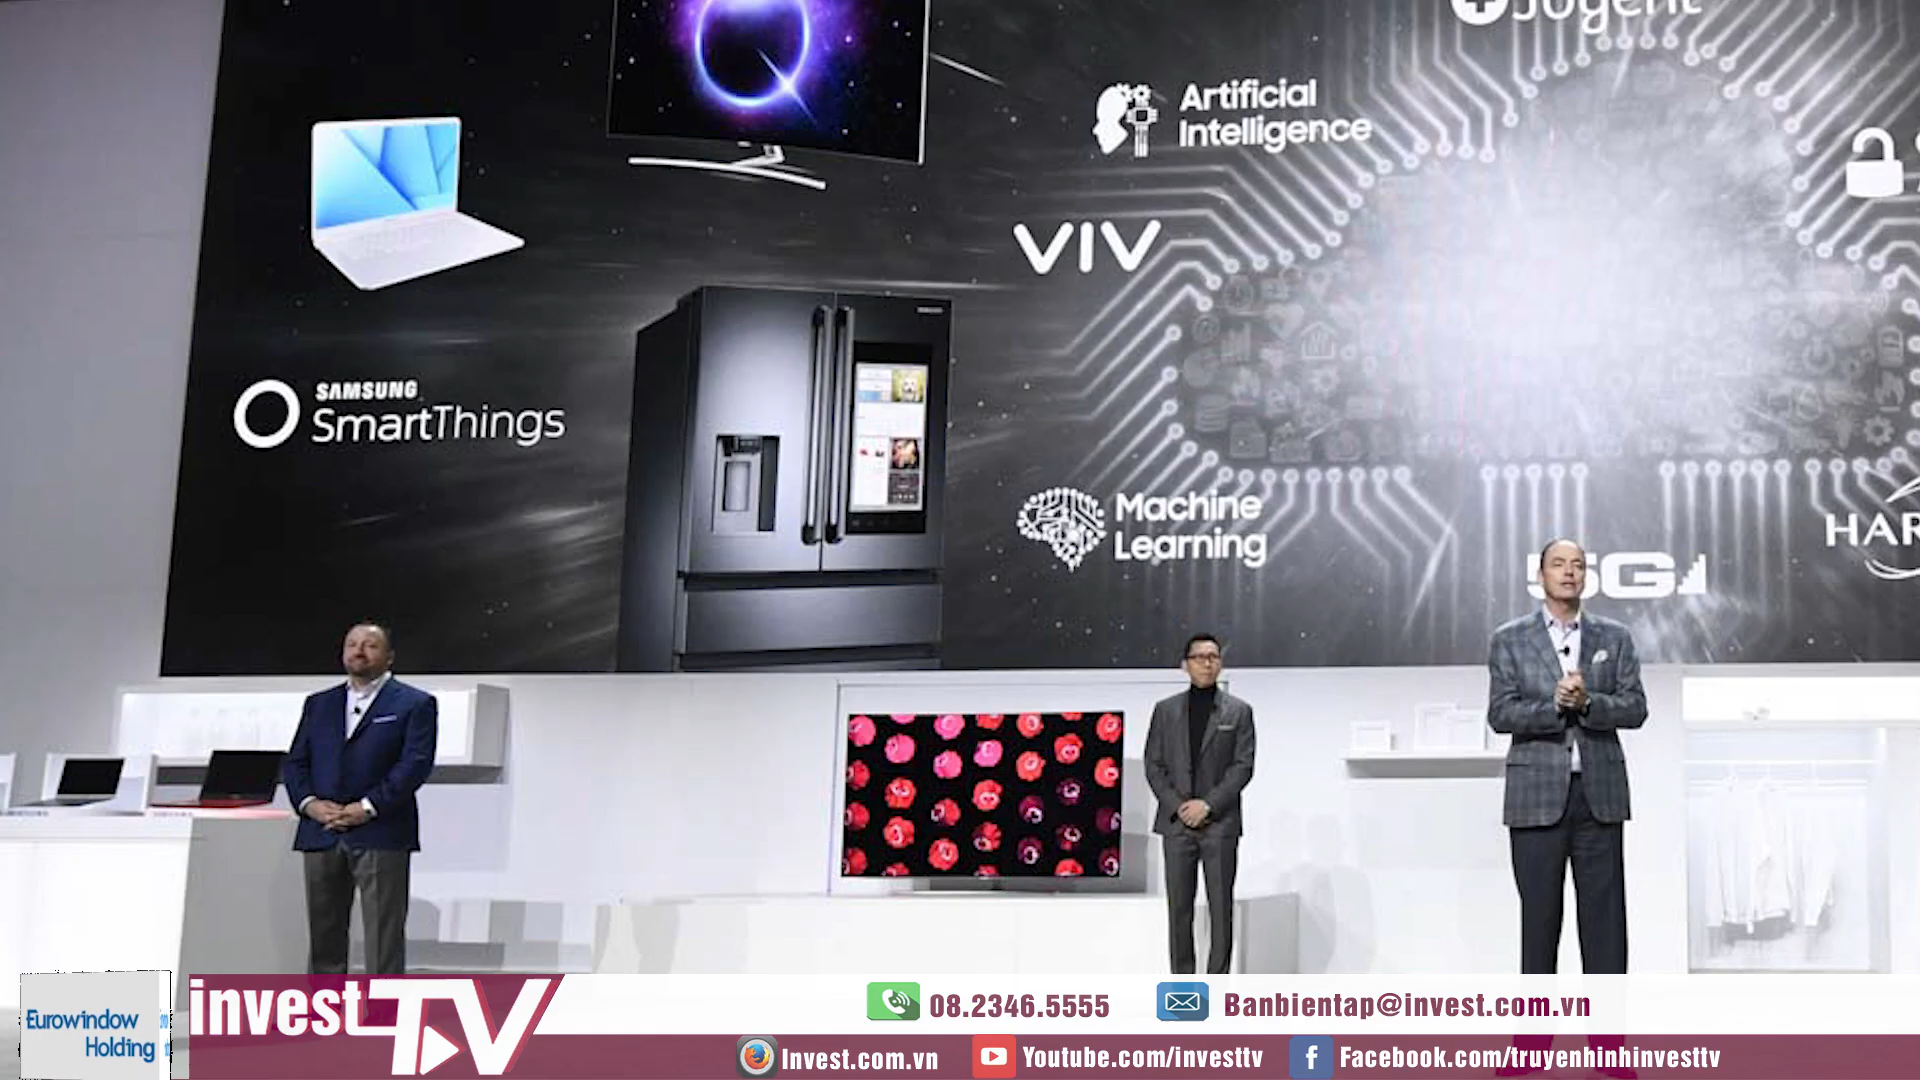 Artificial
Intelligence
VIV
SAMSUNG
SmartThings
Machine
Learning
5G
Eurowindow
Holding
invest TV
08.2346.5555
Banbientap@invest.com.vn
Invest.com.vn
Youtube.com/investtv
Facebook.com/truyenhinhinvesttv